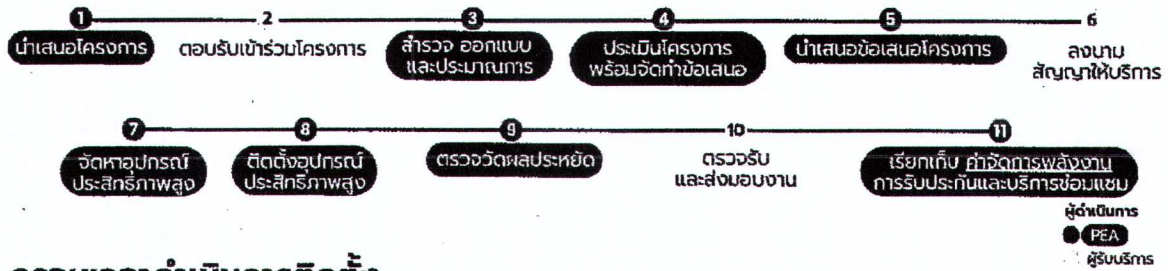 1 2 3 4 5 6
นำเสนอโครงการ
ตอบรับเข้าร่วมโครงการ
สำรวจ ออกแบบ
และประมาณการ
ประเมินโครงการ
พร้อมจัดทำข้อเสนอ
นำเสนอข้อเสนอโครงการ
ลงนาม
สัญญาให้บริการ
7 8 9 10 11
จัดหาอุปกรณ์
ประสิทธิภาพสูง
ติดตั้งอุปกรณ์
ประสิทธิภาพสูง
ตรวจวัดผลประหยัด
ตรวจรับ
และส่งมอบงาน
เรียกเก็บ ค่าจัดการพลังงาน
การรับประกันและบริการซ่อมแซม
ผู้ดำเนินการ
PEA
ผู้รับบริการ